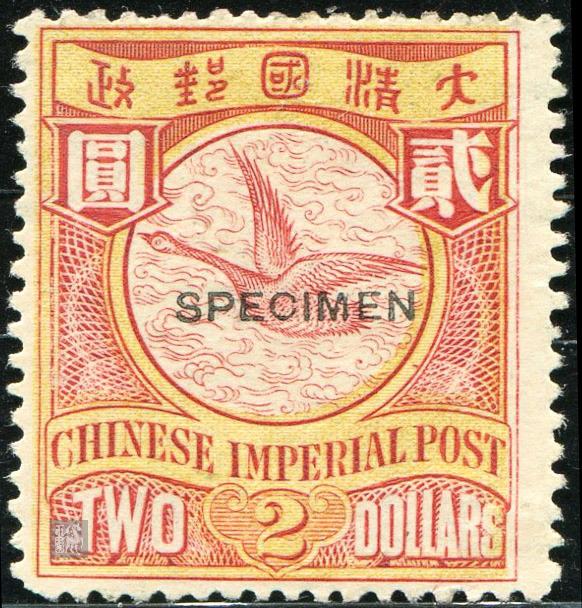 大清國郵政
貳圓
SPECIMEN
CHINESE IMPERIAL POST
TWO 2 DOLLARS